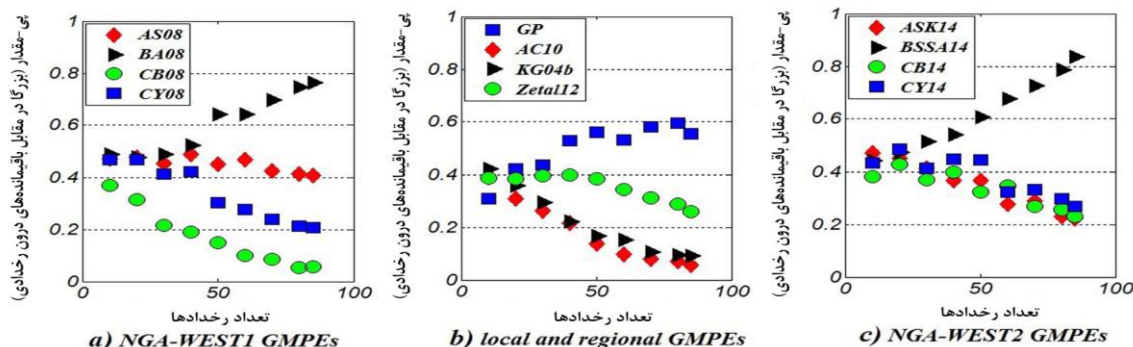 پی-مقدار (بزرگا در مقابل باقیمانده‌های درون رخدادی)
1
0.8
0.6
0.4
0.2
0
AS08
BA08
CB08
CY08
0
50
100
تعداد رخدادها
a) NGA-WEST1 GMPEs
پی-مقدار (بزرگا در مقابل باقیمانده‌های درون رخدادی)
1
0.8
0.6
0.4
0.2
0
GP
AC10
KG04b
Zetal12
0
50
100
تعداد رخدادها
b) local and regional GMPEs
پی-مقدار (بزرگا در مقابل باقیمانده‌های درون رخدادی)
1
0.8
0.6
0.4
0.2
0
ASK14
BSSA14
CB14
CY14
0
50
100
تعداد رخدادها
c) NGA-WEST2 GMPEs